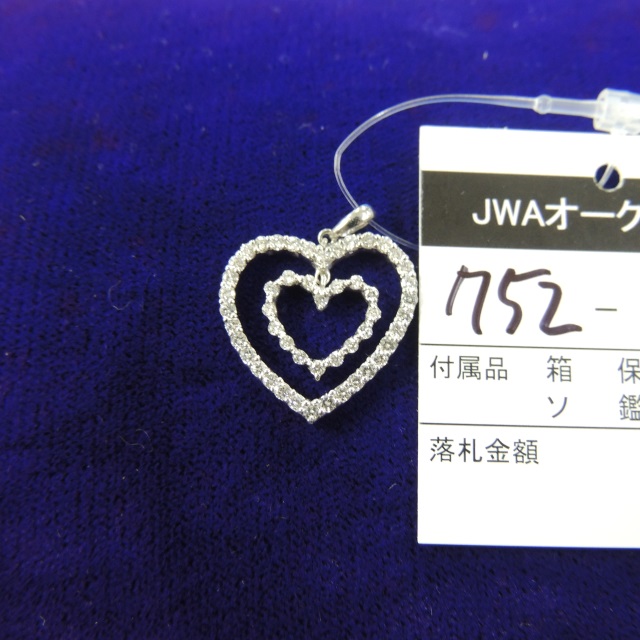 JWAオーク
752-
付属品 箱 保
ソ 鑑
落札金額